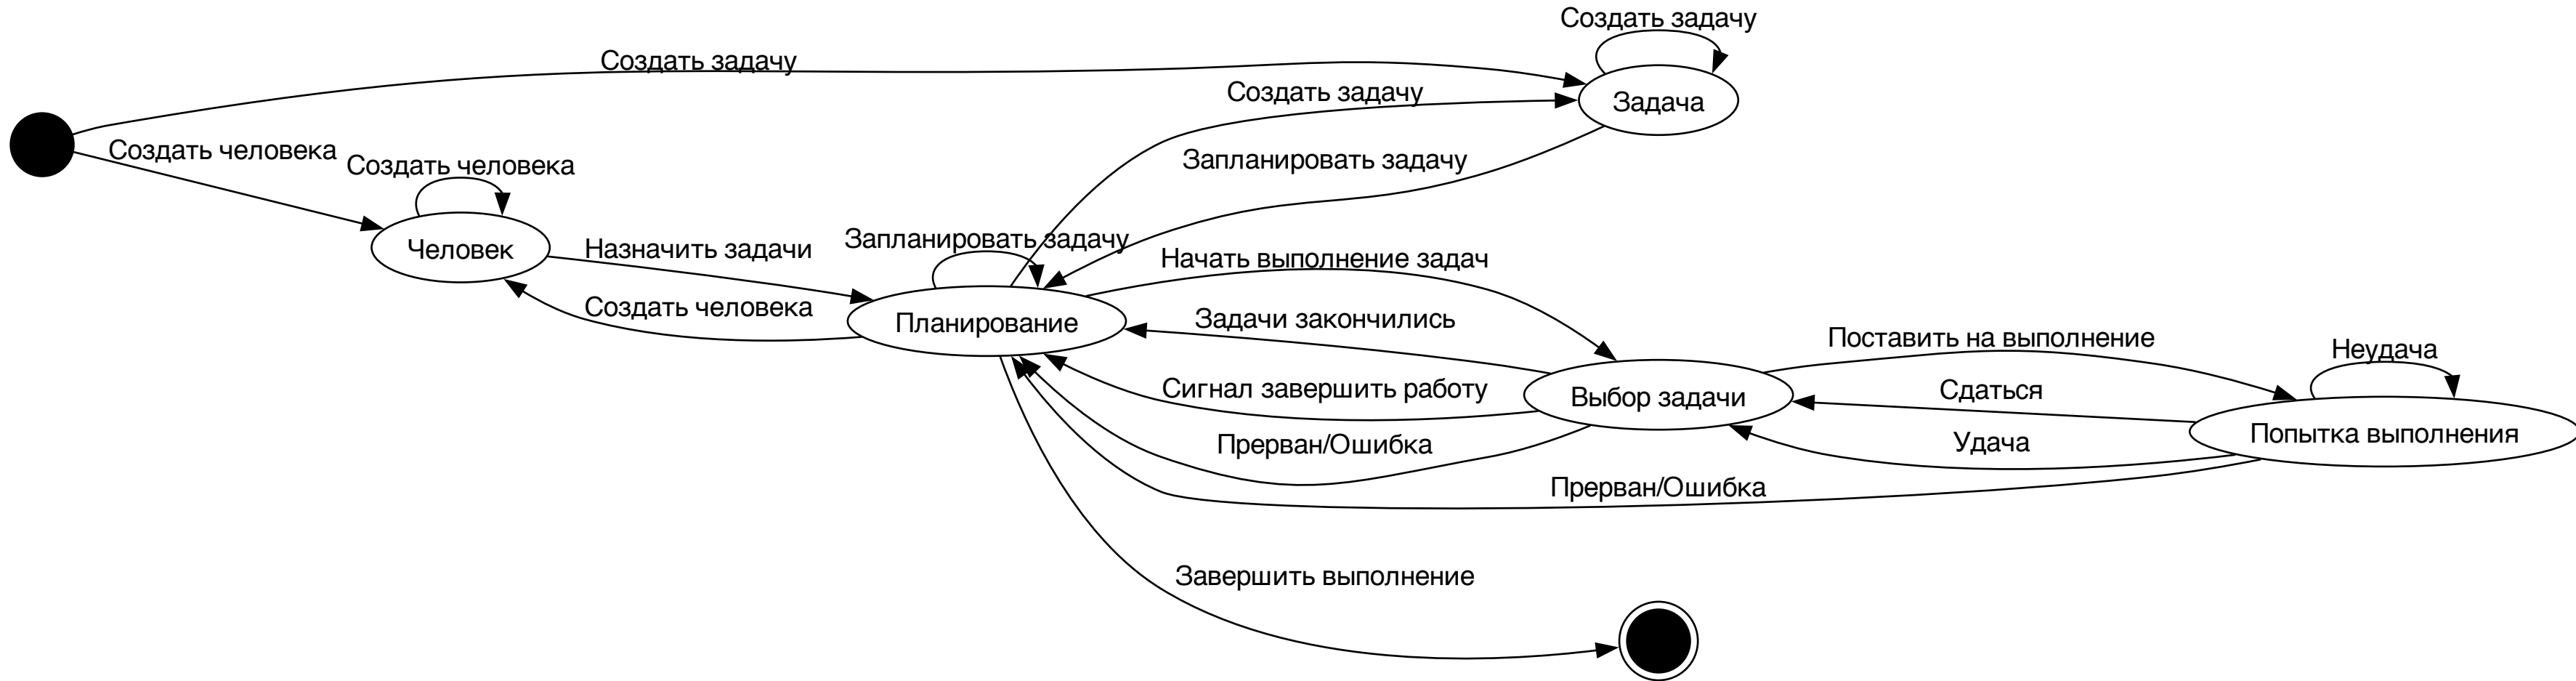 Создать задачу
Создать задачу
Создать задачу
Задача
Создать человека
Создать человека
Запланировать задачу
Человек
Назначить задачи
Запланировать задачу
Начать выполнение задач
Создать человека
Планирование
Задачи закончились
Поставить на выполнение
Неудача
Сигнал завершить работу
Выбор задачи
Сдаться
Прерван/Ошибка
Удача
Попытка выполнения
Прерван/Ошибка
Завершить выполнение